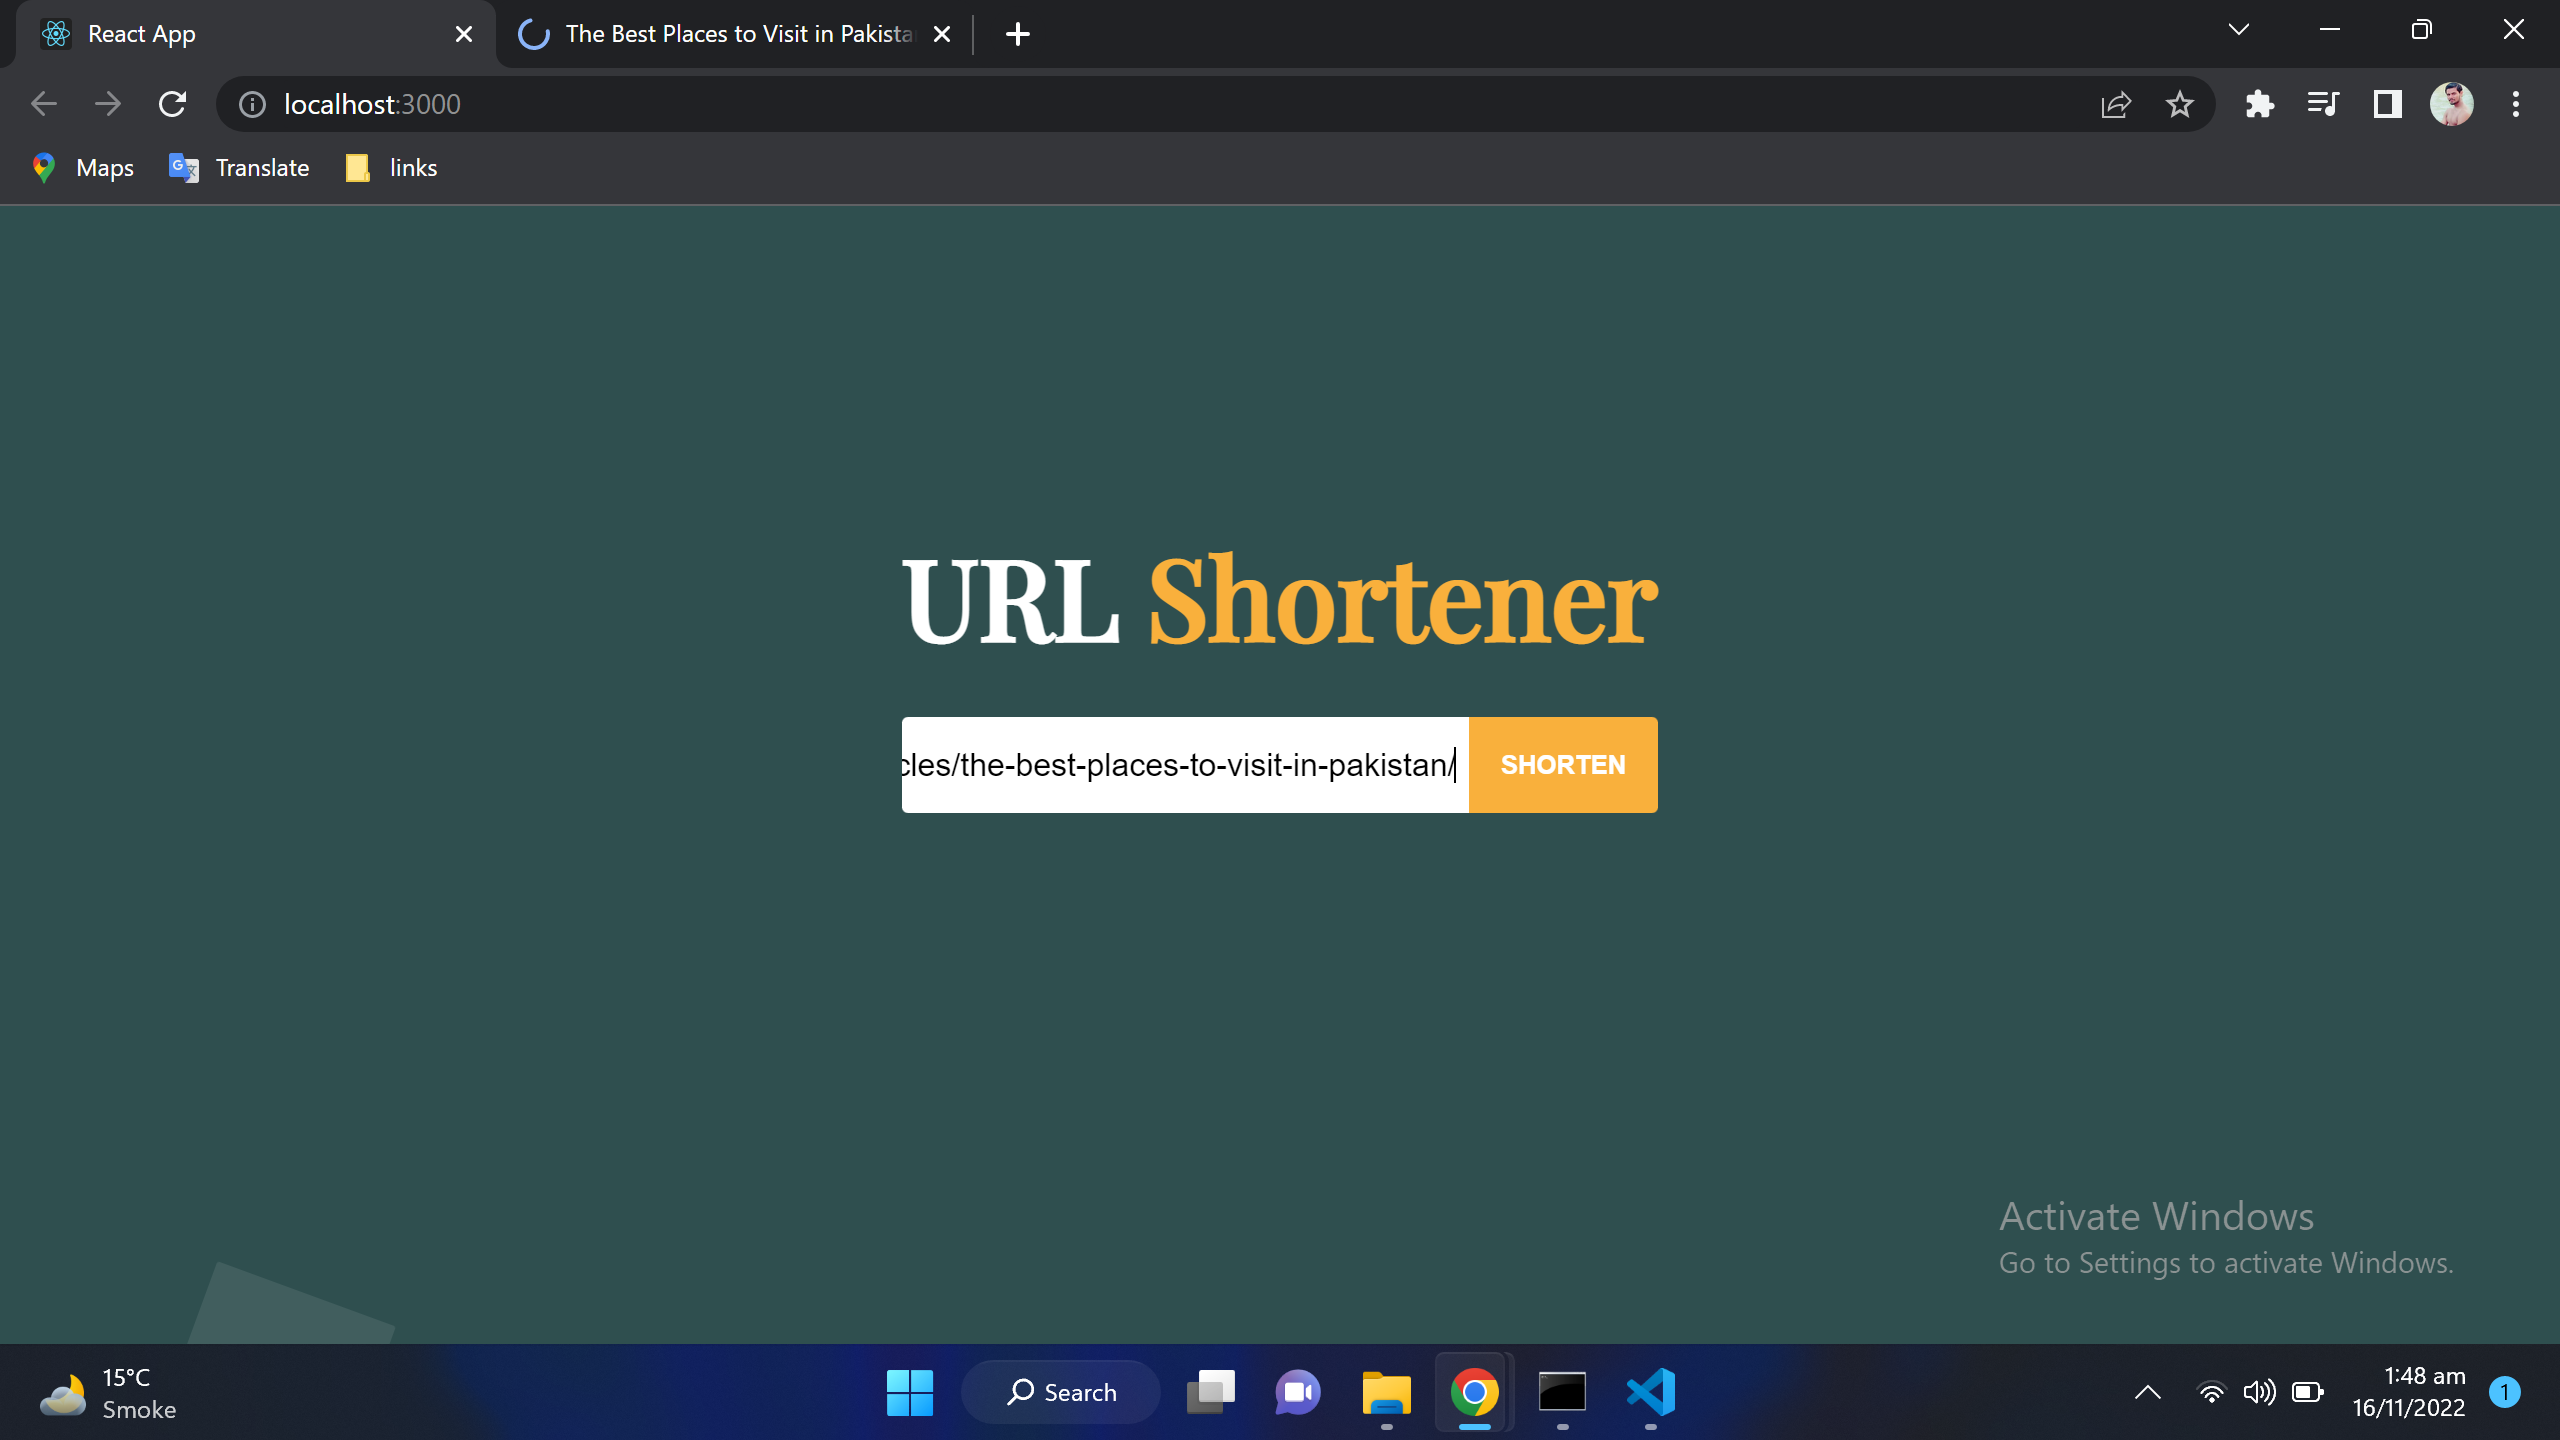 React App
The Best Places to Visit in Pakista
localhost:3000
Maps
Translate
links
URL Shortener
cles/the-best-places-to-visit-in-pakistan/
SHORTEN
Activate Windows
Go to Settings to activate Windows.
15°C
Smoke
Search
1:48 am
16/11/2022
1